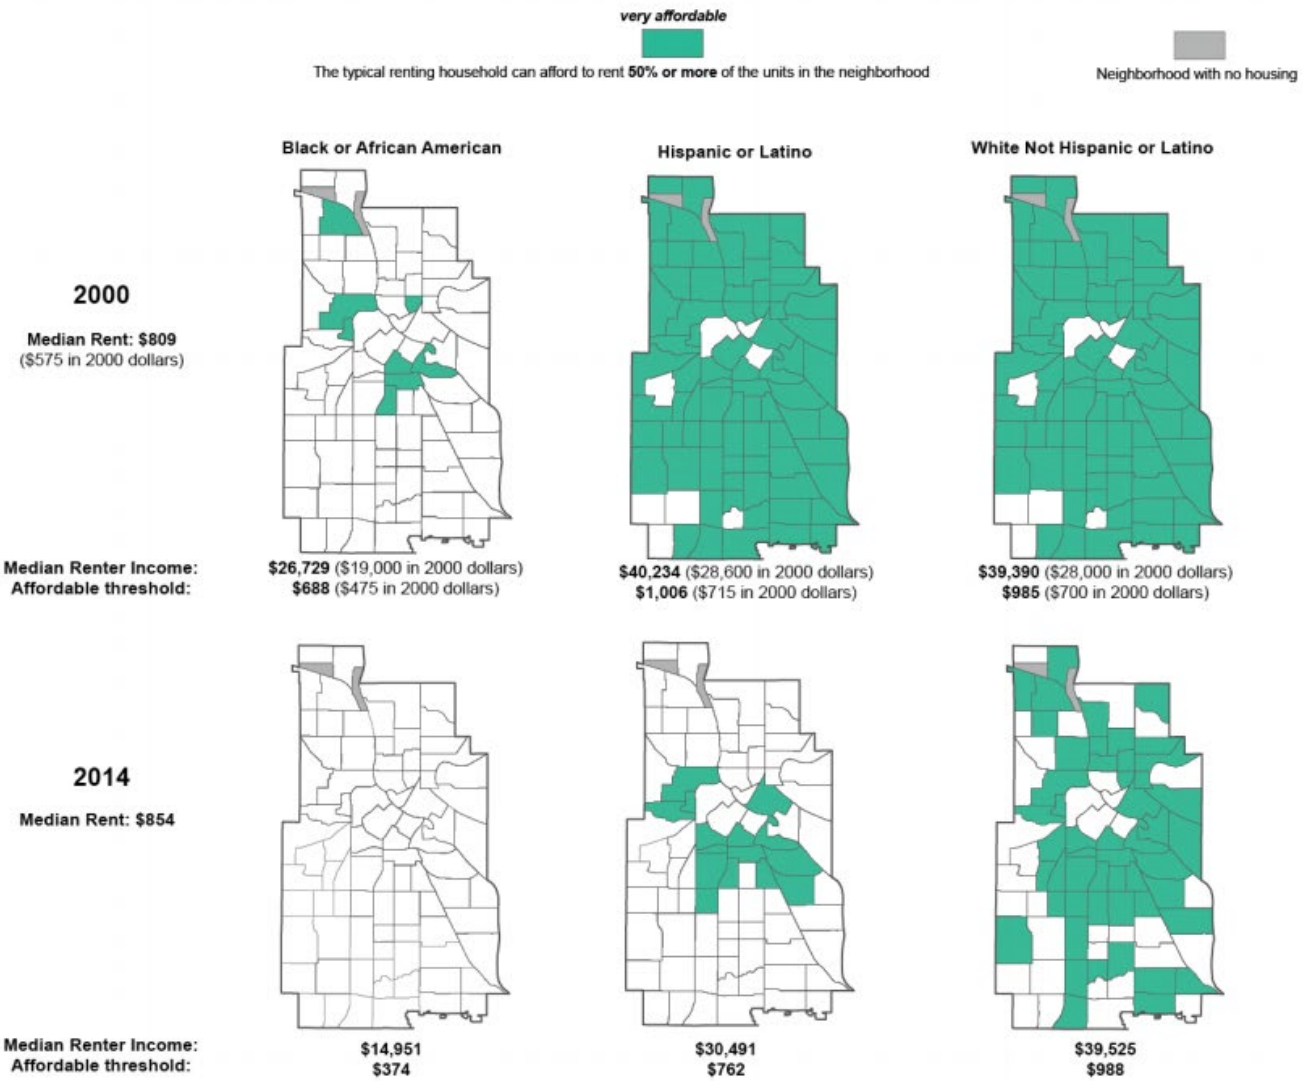 very affordable
The typical renting household can afford to rent 50% or more of the units in the neighborhood
Neighborhood with no housing
Black or African American
Hispanic or Latino
White Not Hispanic or Latino
2000
Median Rent: $809
($575 in 2000 dollars)
Median Renter Income:
Affordable threshold:
$26,729 ($19,000 in 2000 dollars)
$688 ($475 in 2000 dollars)
$40,234 ($28,600 in 2000 dollars)
$1,006 ($715 in 2000 dollars)
$39,390 ($28,000 in 2000 dollars)
$985 ($700 in 2000 dollars)
2014
Median Rent: $854
Median Renter Income:
Affordable threshold:
$14,951
$374
$30,491
$762
$39,525
$988